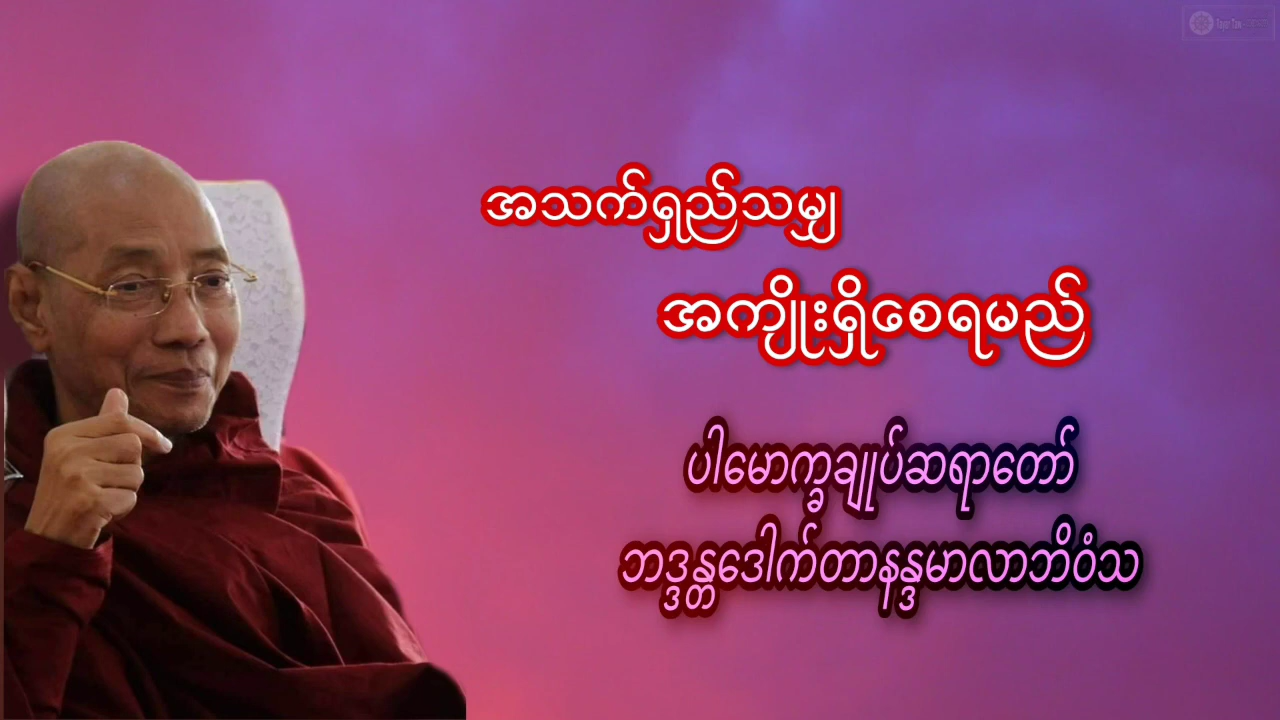 အသက်ရှည်သမျှ
အကျိုးရှိစေရမည်
ပါမောက္ခချုပ်ဆရာတော်
ဘဒ္ဒန္တဒေါက်တာနန္ဒမာလာဘိဝံသ